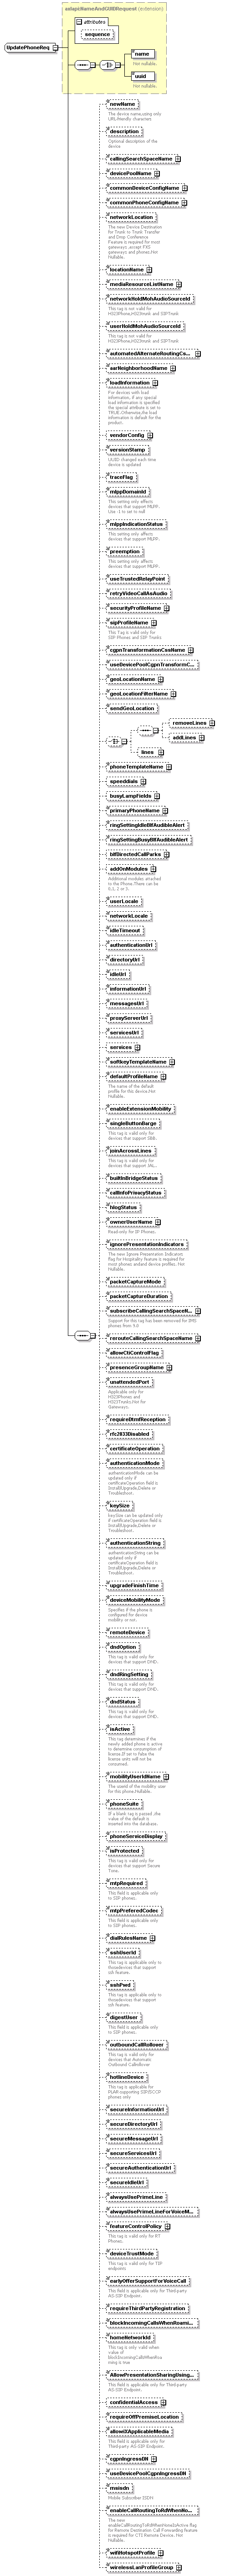 axlapi:NameAndGUIDRequest (extension)
attributes
sequence
UpdatePhoneReq
name
Not nullable.
uuid
Not nullable.
newName
The device name,using only
URL-friendly characters.
description
Optional description of the
device.
callingSearchSpaceName
devicePoolName
commonDeviceConfigName
commonPhoneConfigName
networkLocation
The new Device Destination
for Trunk to Trunk Transfer
and Drop Conference
Feature is required for most
gateways ,except FXS
gateways and phones.Not
Nullable.
locationName
mediaResourceListName
networkHoldMohAudioSourceId
This tag is not valid for
H323Phone,H323trunk and SIPTrunk
userHoldMohAudioSourceId
This tag is not valid for
H323Phone,H323trunk and SIPTrunk
automatedAlternateRoutingCs...
aarNeighborhoodName
loadInformation
For devices with load
information, if any special
load information is specified
the special attribute is set to
TRUE.Otherwise,the load
information is default for the
product.
vendorConfig
versionStamp
UUID changed each time
device is updated
traceFlag
mlppDomainId
This setting only affects
devices that support MLPP.
Use -1 to set to null
mlppIndicationStatus
This setting only affects
devices that support MLPP.
preemption
This setting only affects
devices that support MLPP.
useTrustedRelayPoint
retryVideoCallAsAudio
securityProfileName
sipProfileName
This Tag is valid only for
SIP Phones and SIP Trunks
cgpnTransformationCssName
useDevicePoolCgpnTransformC...
geoLocationName
geoLocationFilterName
sendGeoLocation
removeLines
addLines
lines
phoneTemplateName
speeddials
busyLampFields
primaryPhoneName
ringSettingIdleBlfAudibleAlert
ringSettingBusyBlfAudibleAlert
blfDirectedCallParks
addOnModules
Additional modules attached
to the Phone.There can be
0,1, 2 or 3.
userLocale
networkLocale
idleTimeout
authenticationUrl
directoryUrl
idleUrl
informationUrl
messagesUrl
proxyServerUrl
servicesUrl
services
softkeyTemplateName
defaultProfileName
The name of the default
profile for this device.Not
Nullable.
enableExtensionMobility
singleButtonBarge
This tag is valid only for
devices that support SBB.
joinAcrossLines
This tag is valid only for
devices that support JAL.
builtInBridgeStatus
callInfoPrivacyStatus
hlogStatus
ownerUserName
Read-only for IP Phones.
ignorePresentationIndicators
The new Ignore Presentation Indicators
flag for Hospitality feature is required for
most phones and device profiles. Not
Nullable.
packetCaptureMode
packetCaptureDuration
subscribeCallingSearchSpaceN...
Support for this tag has been removed for IME
phones from 9.0
rerouteCallingSearchSpaceName
allowCtiControlFlag
presenceGroupName
unattendedPort
Applicable only for
H323Phones and
H323Trunks.Not for
Gateways.
requireDtmfReception
rfc2833Disabled
certificateOperation
authenticationMode
authenticationMode can be
updated only if
certificateOperation field is
Install/Upgrade,Delete or
Troubleshoot.
keySize
keySize can be updated only
if certificateOperation field is
Install/Upgrade,Delete or
Troubleshoot.
authenticationString
authenticationString can be
updated only if
certificateOperation field is
Install/Upgrade,Delete or
Troubleshoot.
upgradeFinishTime
deviceMobilityMode
Specifies if the phone is
configured for device
mobility or not.
remoteDevice
dndOption
This tag is valid only for
devices that support DND.
dndRingSetting
This tag is valid only for
devices that support DND.
dndStatus
This tag is valid only for
devices that support DND.
isActive
This tag determines if the
newly added phone is active
to determine consumption of
license.If set to false the
license units will not be
consumed.
mobilityUserIdName
The userid of the mobility user
for this phone.Nullable.
phoneSuite
If a blank tag is passed ,the
value of the default is
inserted into the database.
phoneServiceDisplay
isProtected
This tag is valid only for
devices that support Secure
Tone.
mtpRequired
This field is applicable only
to SIP phones.
mtpPreferedCodec
This field is applicable only
to SIP phones.
dialRulesName
sshUserId
This tag is applicable only to
thosedevices that support
ssh feature.
sshPwd
This tag is applicable only to
thosedevices that support
ssh feature.
digestUser
This field is applicable only
to SIP phones.
outboundCallRollover
This tag is valid only for
devices that Automatic
Outbound CallRollover
hotlineDevice
This tag is applicable for
PLAR-supporting SIP/SCCP
phones only.
secureInformationUrl
secureDirectoryUrl
secureMessageUrl
secureServicesUrl
secureAuthenticationUrl
secureIdleUrl
alwaysUsePrimeLine
alwaysUsePrimeLineForVoiceM...
featureControlPolicy
This tag is valid only for RT
Phones.
deviceTrustMode
This tag is valid only for TIP
endpoints
earlyOfferSupportForVoiceCall
This field is applicable only for Third-party
AS-SIP Endpoint.
requireThirdPartyRegistration
blockIncomingCallsWhenRoami...
homeNetworkId
This tag is only valid when
value of
blockIncomingCallsWhenRoa
ming is true
AllowPresentationSharingUsing...
This field is applicable only for Third-party
AS-SIP Endpoint.
confidentialAccess
requireOffPremiseLocation
allowiXApplicableMedia
This field is applicable only for
Third-party AS-SIP Endpoint.
cgpnIngressDN
useDevicePoolCgpnIngressDN
msisdn
Mobile Subscriber ISDN
enableCallRoutingToRdWhenNo...
The new
enableCallRoutingToRdWhenNoneIsActive flag
for Remote Destination Call Forwarding feature
is required for CTI Remote Device. Not
Nullable.
wifiHotspotProfile
wirelessLanProfileGroup